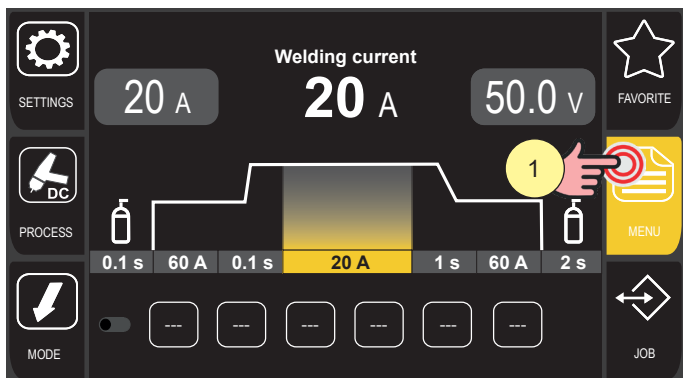 SETTINGS
Welding current
20 A
20 A
50.0 V
FAVORITE
DC
PROCESS
1
MENU
0.1 s 60 A 0.1 s 20 A 1 s 60 A 2 s
MODE
--- --- --- --- --- ---
JOB